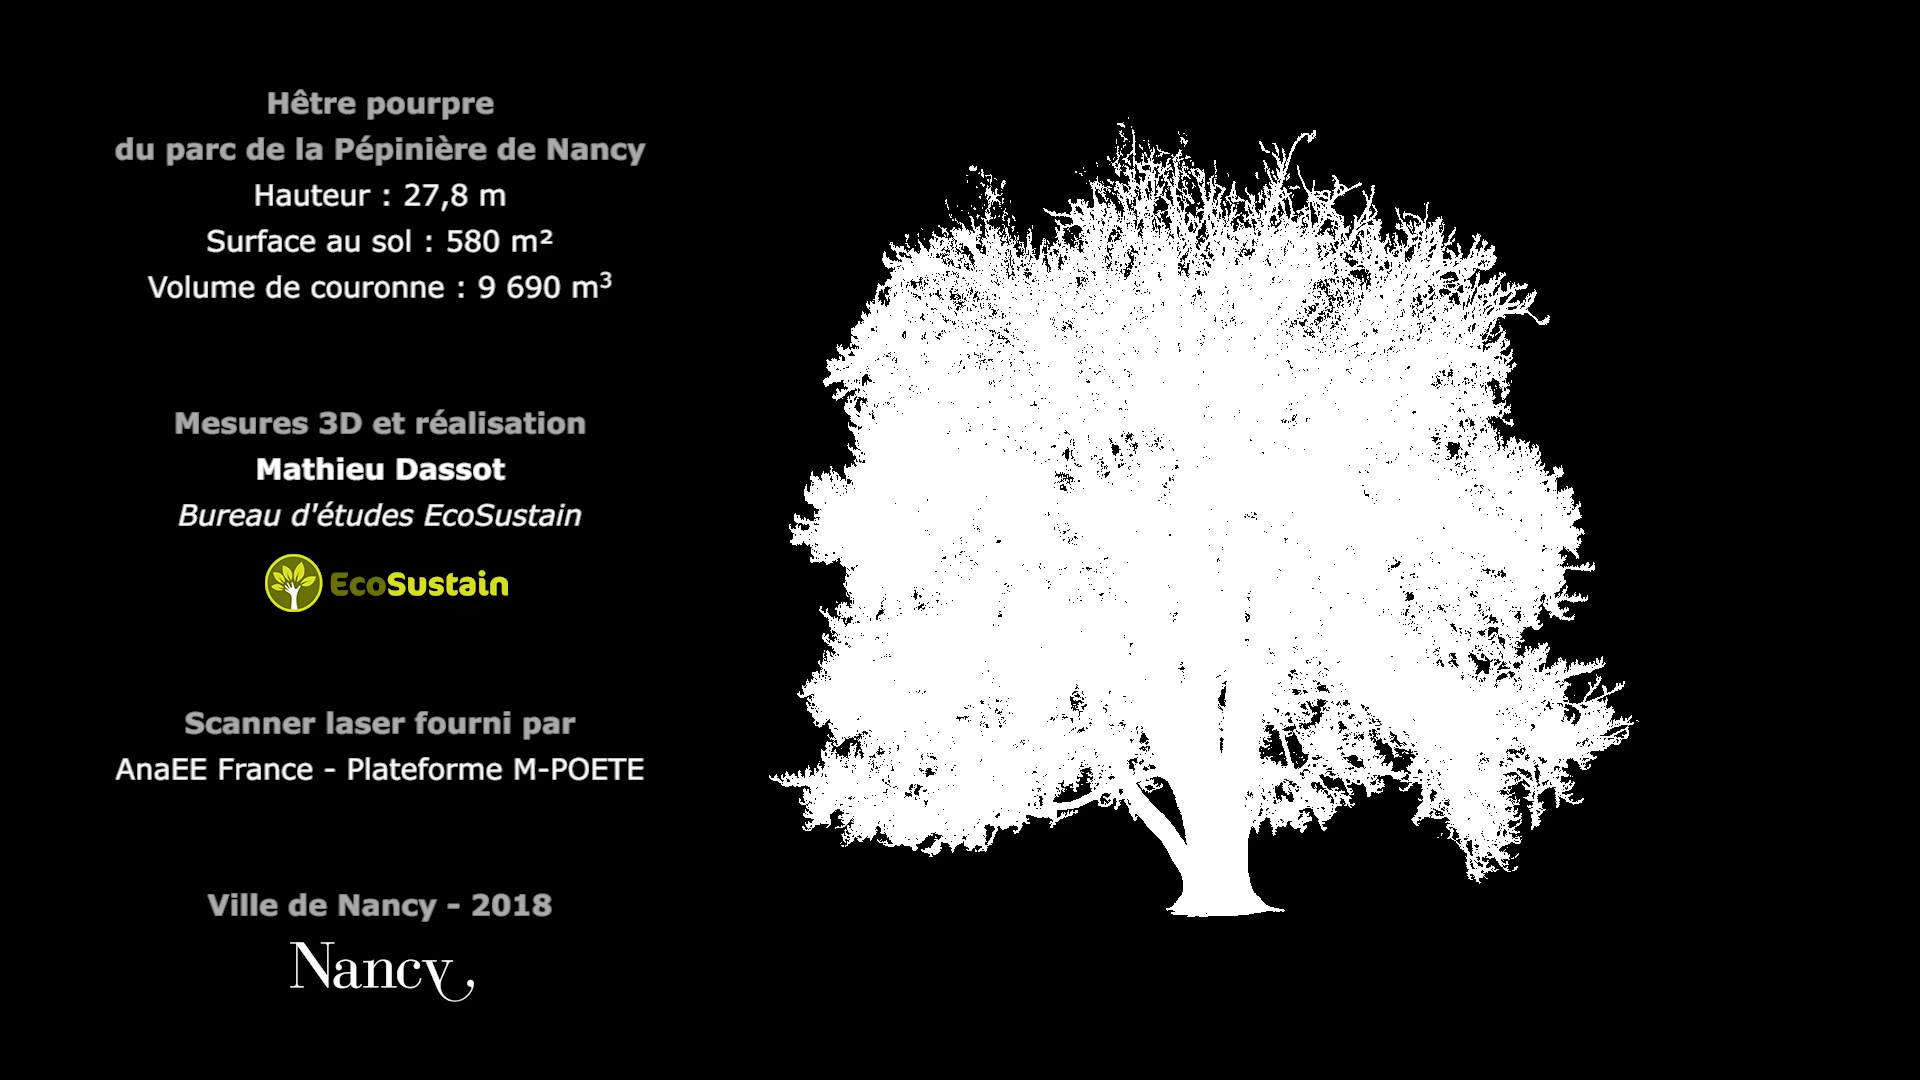 Hêtre pourpre
du parc de la Pépinière de Nancy
Hauteur : 27,8 m
Surface au sol : 580 m²
Volume de couronne : 9 690 m³
Mesures 3D et réalisation
Mathieu Dassot
Bureau d'études EcoSustain
EcoSustain
Scanner laser fourni par
AnaEE France - Plateforme M-POETE
Ville de Nancy - 2018
Nancy